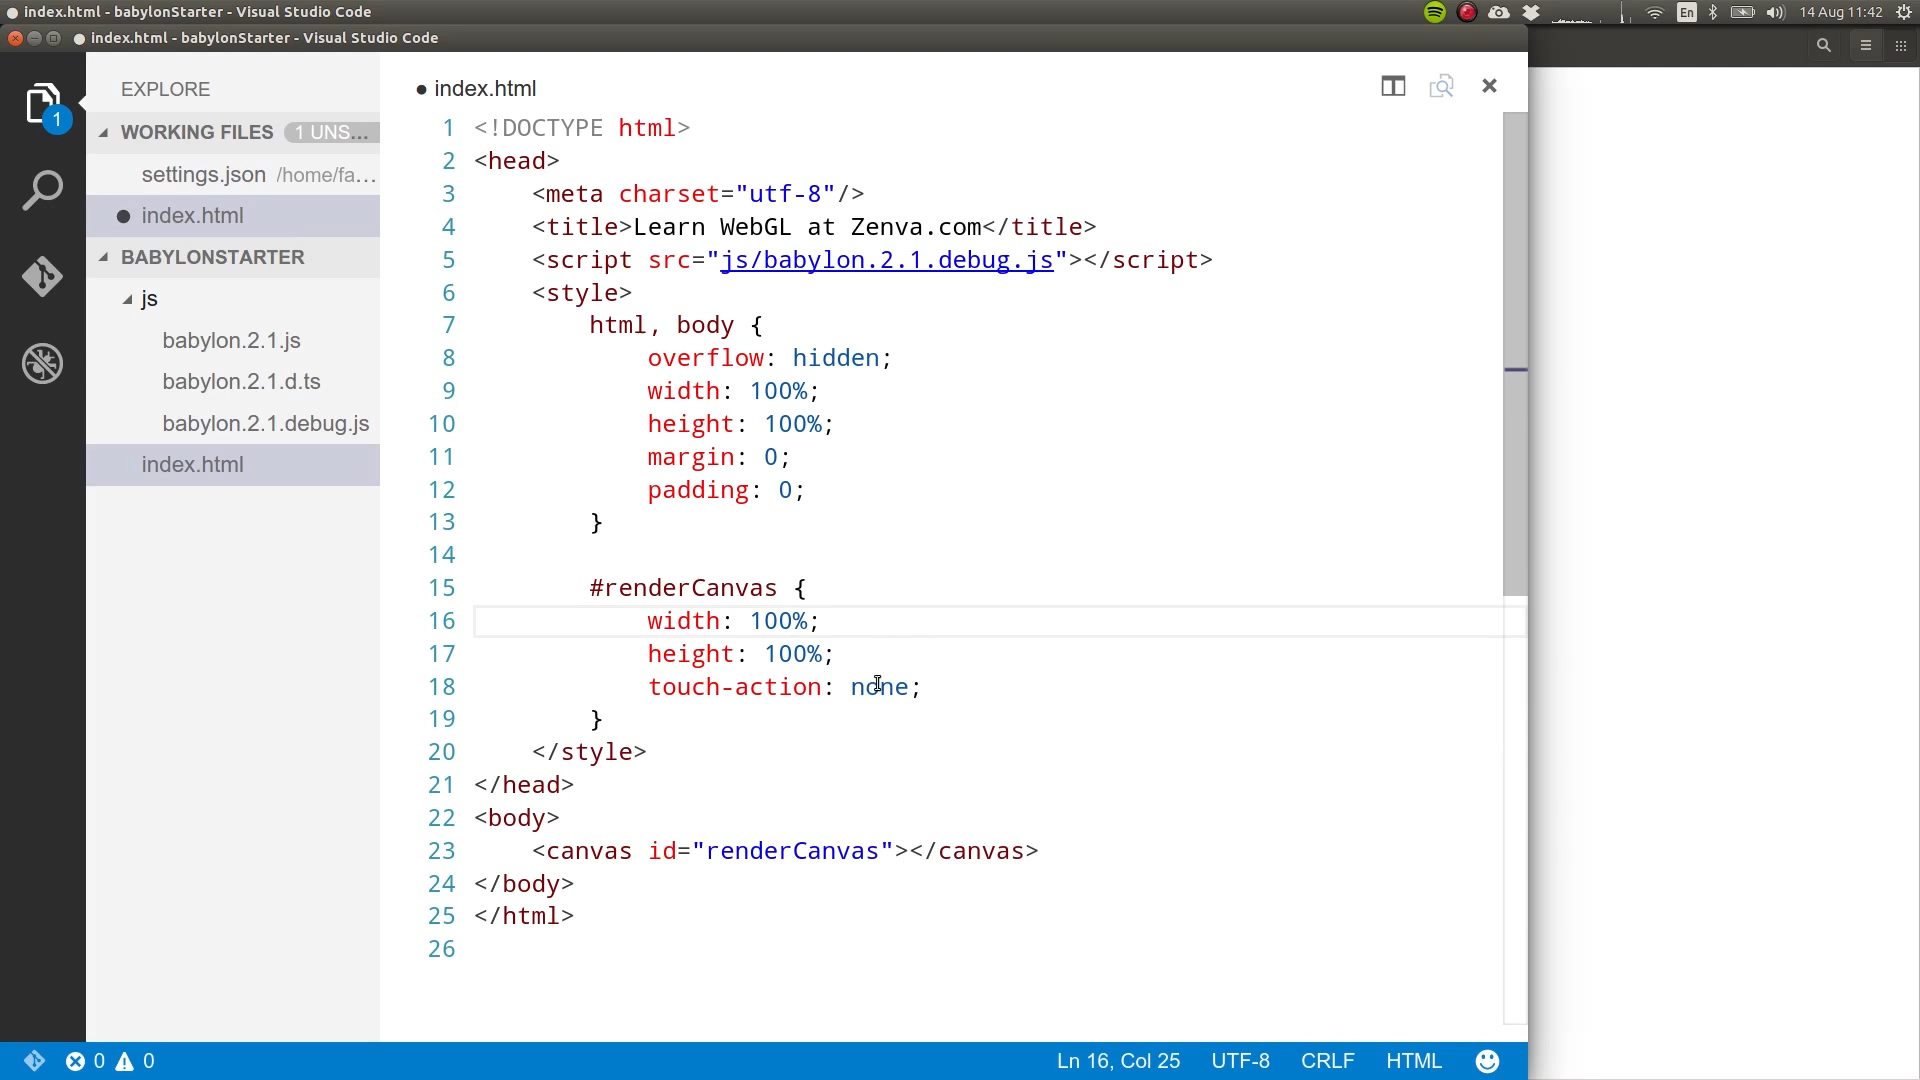 ● index.html - babylonStarter - Visual Studio Code
En
14 Aug 11:42
● index.html - babylonStarter - Visual Studio Code
EXPLORE
WORKING FILES 1 UNS...
settings.json /home/fa...
● index.html
BABYLONSTARTER
js
babylon.2.1.js
babylon.2.1.d.ts
babylon.2.1.debug.js
index.html
1
● index.html
1 <!DOCTYPE html>
2 <head>
3 <meta charset="utf-8"/>
4 <title>Learn WebGL at Zenva.com</title>
5 <script src="js/babylon.2.1.debug.js"></script>
6 <style>
7 html, body {
8 overflow: hidden;
9 width: 100%;
10 height: 100%;
11 margin: 0;
12 padding: 0;
13 }
14
15 #renderCanvas {
16 width: 100%;
17 height: 100%;
18 touch-action: none;
19 }
20 </style>
21 </head>
22 <body>
23 <canvas id="renderCanvas"></canvas>
24 </body>
25 </html>
26
0 0
Ln 16, Col 25 UTF-8 CRLF HTML